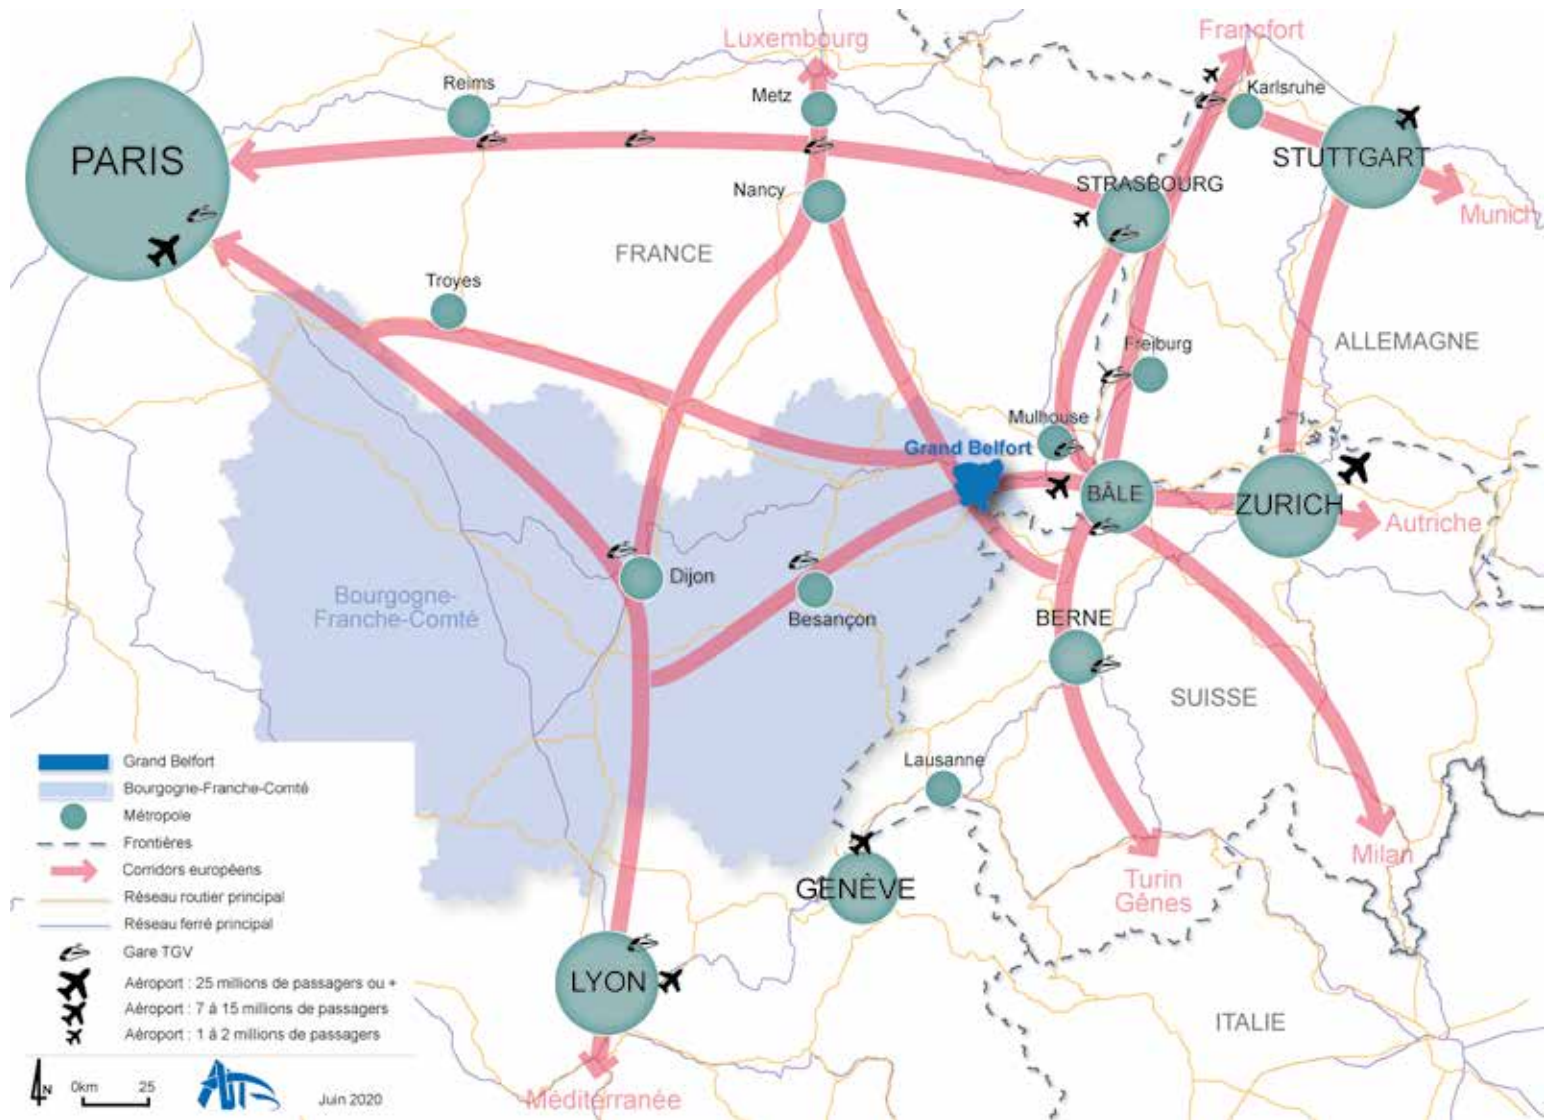 Luxembourg
Francfort
Reims
Metz
Karlsruhe
PARIS
STUTTGART
Nancy
STRASBOURG
Munich
FRANCE
Troyes
ALLEMAGNE
Freiburg
Mulhouse
Grand Belfort
BÂLE
ZURICH
Autriche
Dijon
Bourgogne-
Franche-Comté
Besançon
BERNE
SUISSE
Lausanne
Milan
GENÈVE
Turin
Gênes
LYON
ITALIE
Méditerranée
Grand Belfort
Bourgogne-Franche-Comté
Métropole
Frontières
Corridors européens
Réseau routier principal
Réseau ferré principal
Gare TGV
Aéroport : 25 millions de passagers ou +
Aéroport : 7 à 15 millions de passagers
Aéroport : 1 à 2 millions de passagers
N
0km 25
Juin 2020